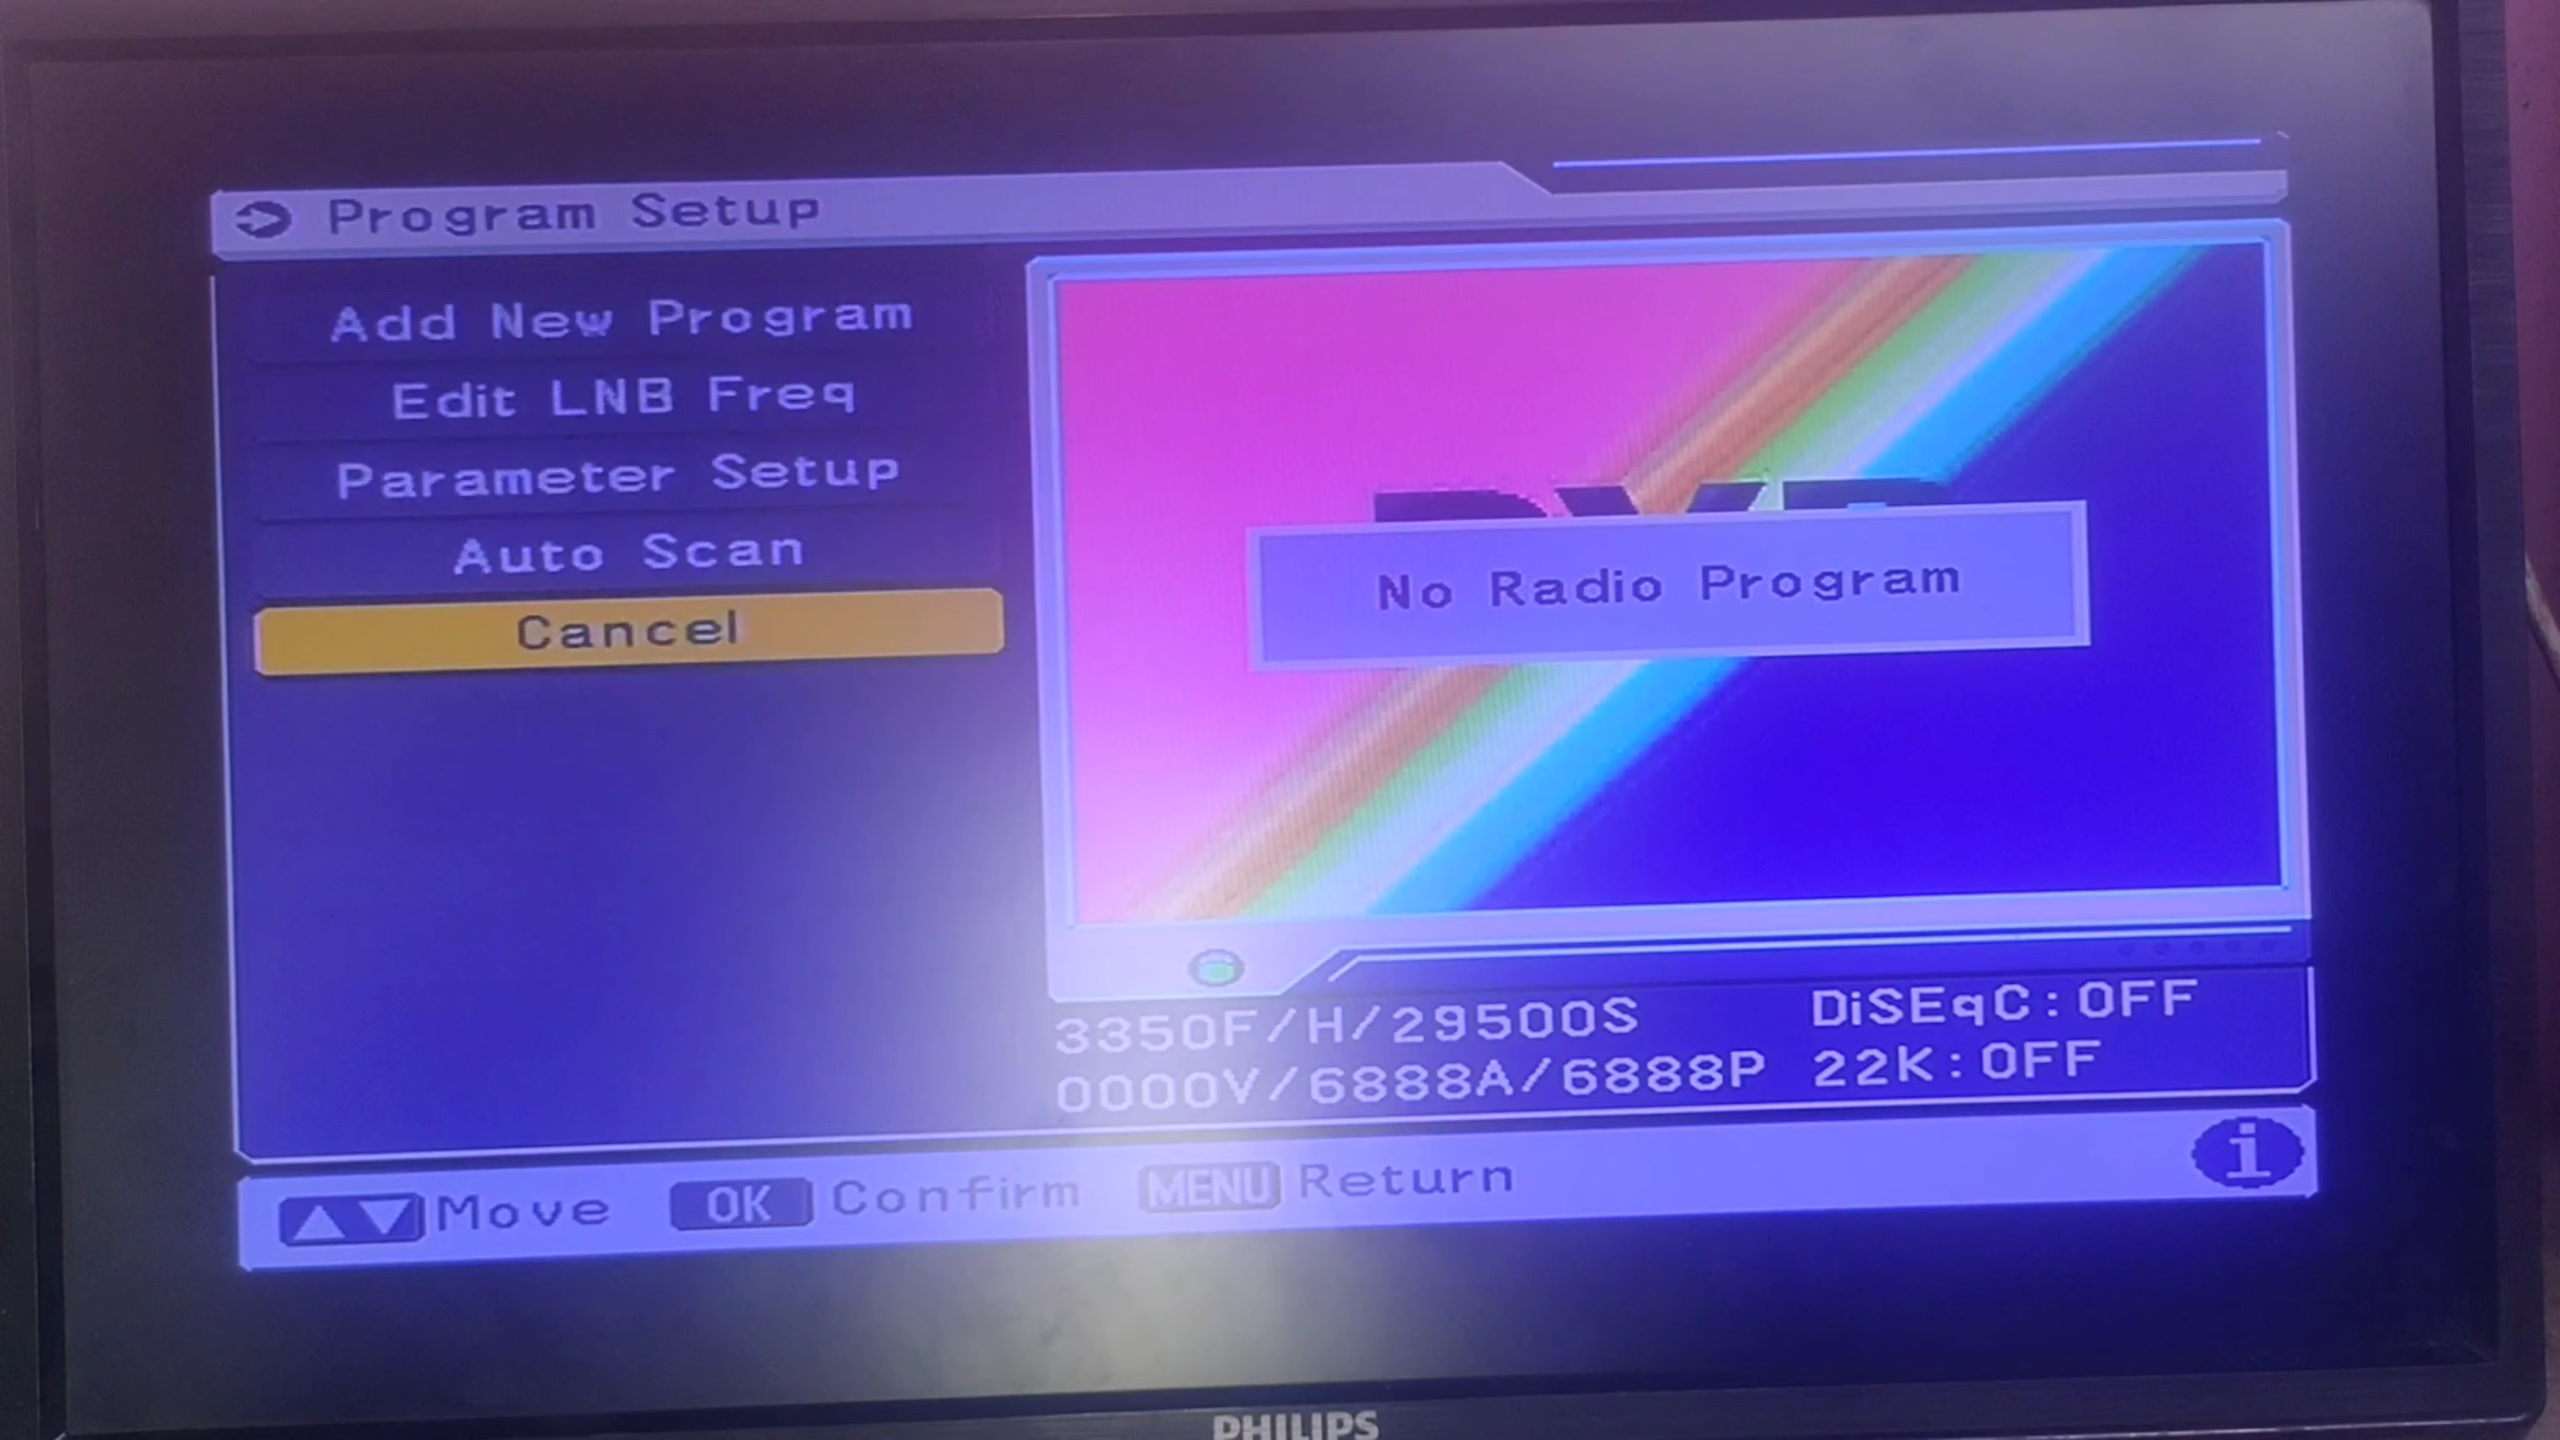 Program Setup
Add New Program
Edit LNB Freq
Parameter Setup
Auto Scan
Cancel
No Radio Program
3350F/H/29500S
DiSEqC:OFF
0000V/6888A/6888P
22K:OFF
Move OK Confirm MENU Return
i
PHILIPS